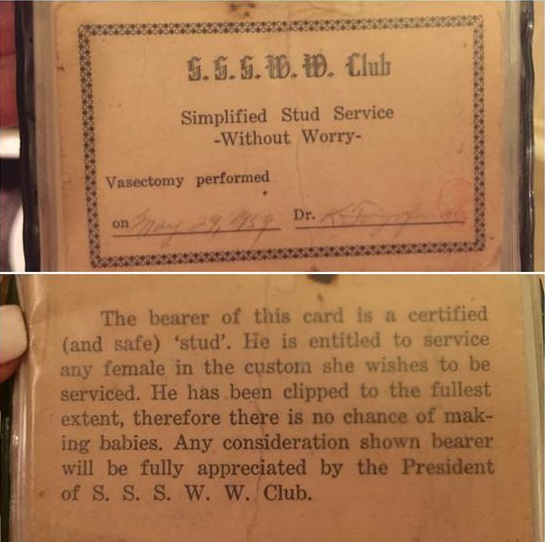 S. S. S. W. W. Club
Simplified Stud Service
-Without Worry-
Vasectomy performed
on May 29, 1959 Dr.
The bearer of this card is a certified
(and safe) 'stud'. He is entitled to service
any female in the custom she wishes to be
serviced. He has been clipped to the fullest
extent, therefore there is no chance of mak-
ing babies. Any consideration shown bearer
will be fully appreciated by the President
of S. S. S. W. W. Club.